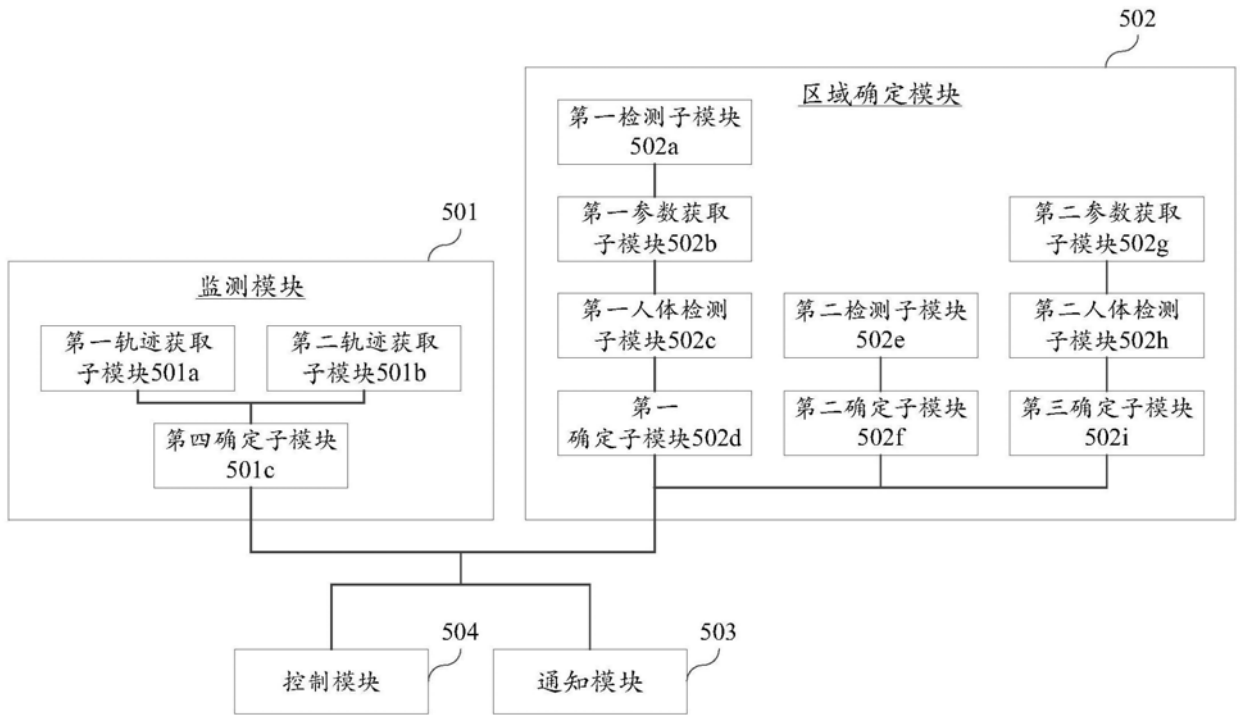 502
区域确定模块
第一检测子模块
502a
第一参数获取
子模块502b
第二参数获取
子模块502g
501
监测模块
第一人体检测
子模块502c
第二检测子模块
502e
第二人体检测
子模块502h
第一轨迹获取
子模块501a
第二轨迹获取
子模块501b
第一
确定子模块502d
第二确定子模块
502f
第三确定子模块
502i
第四确定子模块
501c
504
控制模块
503
通知模块